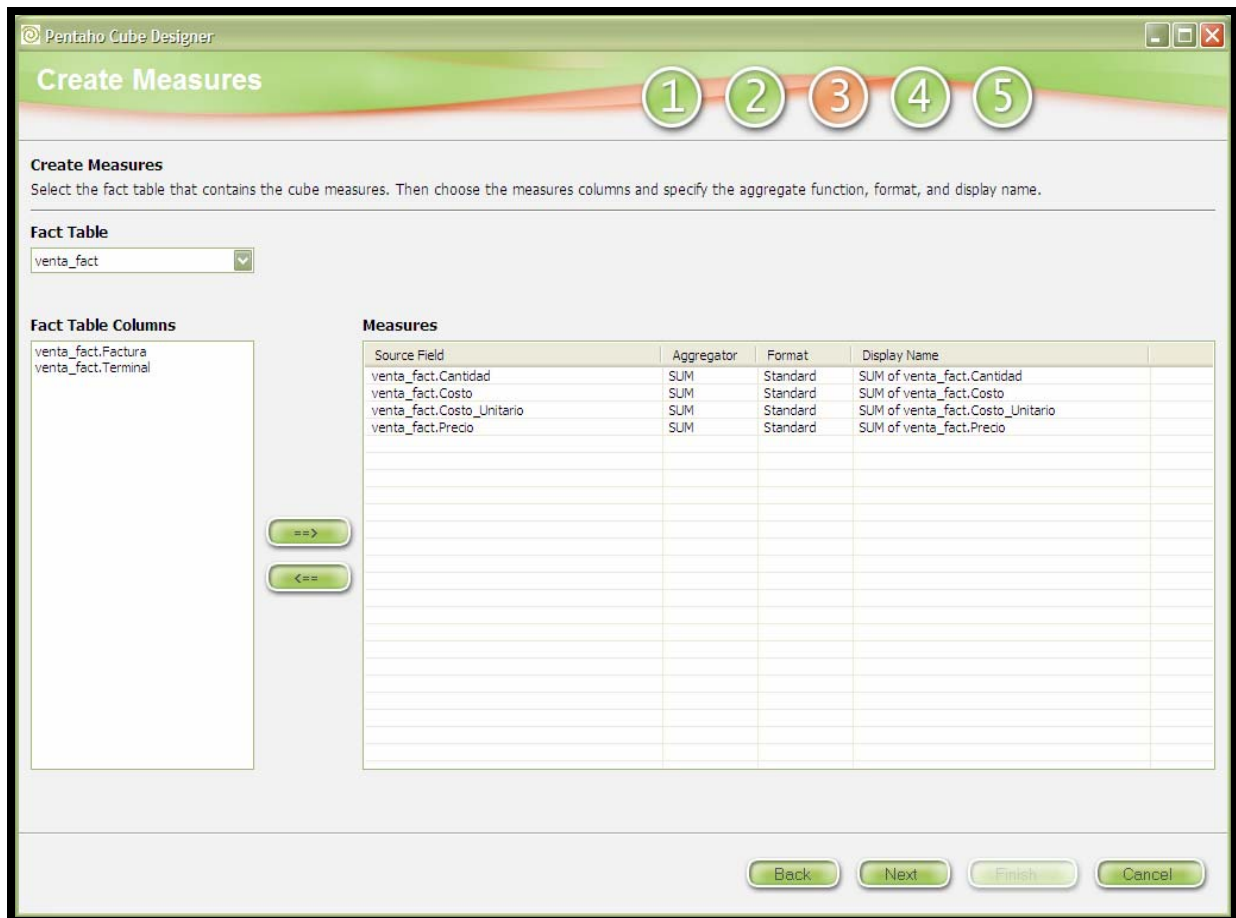 Pentaho Cube Designer
Create Measures
1 2 3 4 5
Create Measures
Select the fact table that contains the cube measures. Then choose the measures columns and specify the aggregate function, format, and display name.
Fact Table
venta_fact
Fact Table Columns
venta_fact.Factura
venta_fact.Terminal
==>
<==
Measures
Source Field Aggregator Format Display Name
venta_fact.Cantidad SUM Standard SUM of venta_fact.Cantidad
venta_fact.Costo SUM Standard SUM of venta_fact.Costo
venta_fact.Costo_Unitario SUM Standard SUM of venta_fact.Costo_Unitario
venta_fact.Precio SUM Standard SUM of venta_fact.Precio
Back Next Finish Cancel